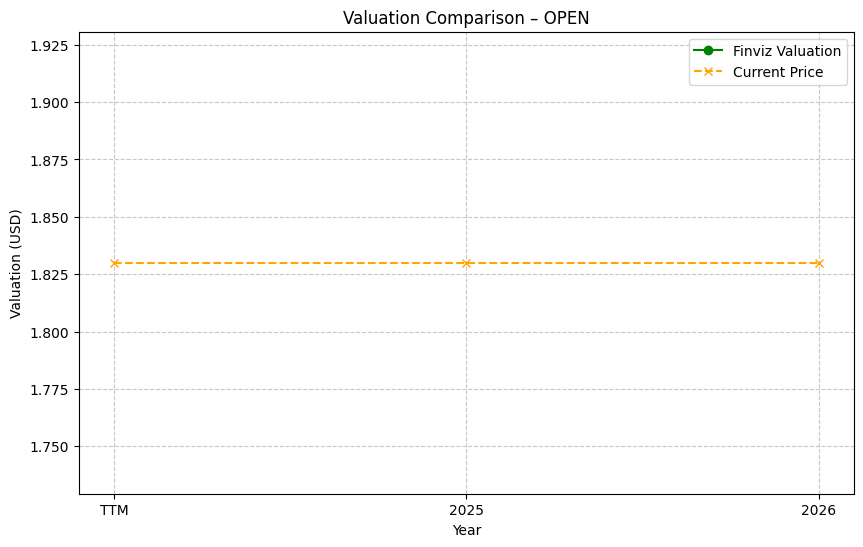 Valuation Comparison – OPEN
Finviz Valuation
Current Price
1.925
1.900
1.875
1.850
1.825
1.800
1.775
1.750
Valuation (USD)
TTM
2025
2026
Year